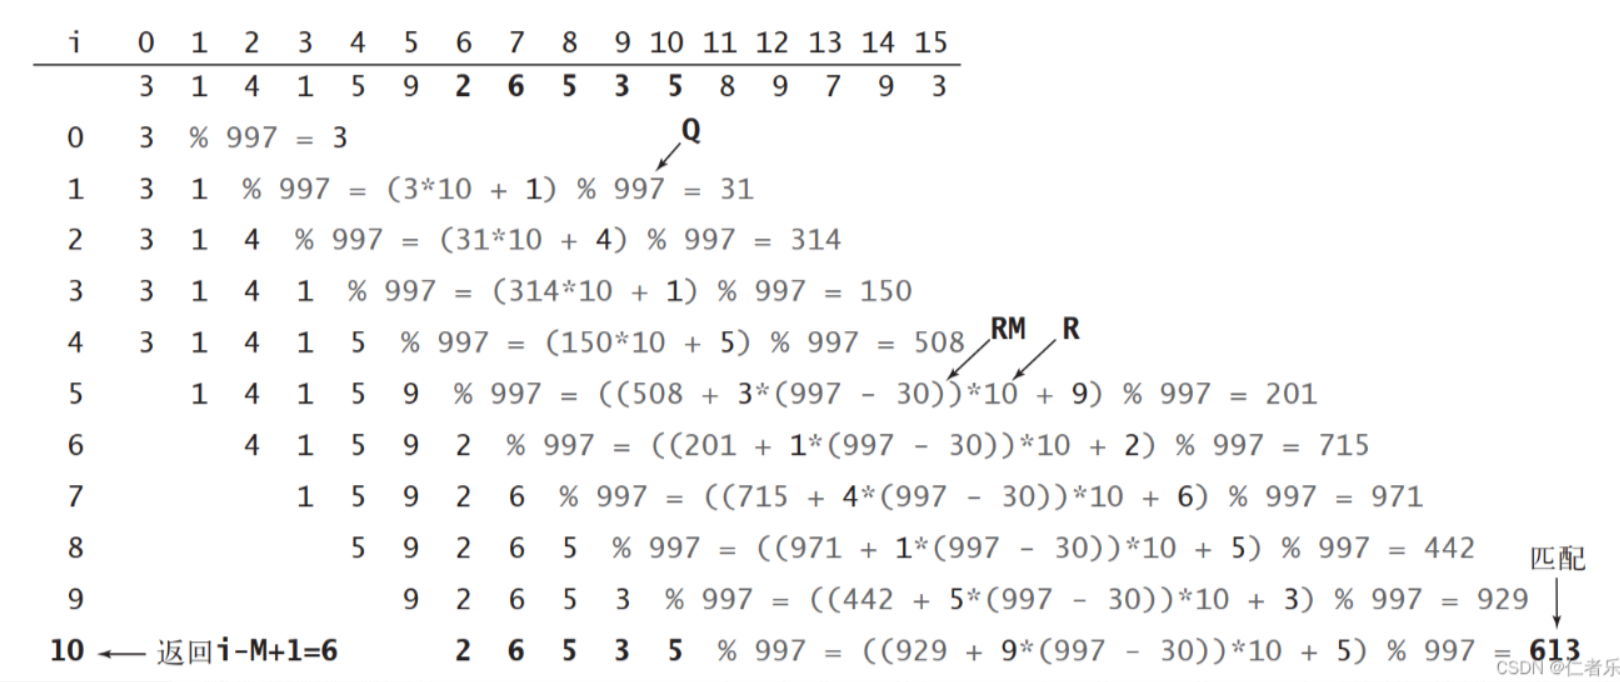 i 0 1 2 3 4 5 6 7 8 9 10 11 12 13 14 15
3 1 4 1 5 9 2 6 5 3 5 8 9 7 9 3
0 3 % 997 = 3
Q
1 3 1 % 997 = (3*10 + 1) % 997 = 31
2 3 1 4 % 997 = (31*10 + 4) % 997 = 314
3 3 1 4 1 % 997 = (314*10 + 1) % 997 = 150
RM R
4 3 1 4 1 5 % 997 = (150*10 + 5) % 997 = 508
5 1 4 1 5 9 % 997 = ((508 + 3*(997 - 30))*10 + 9) % 997 = 201
6 4 1 5 9 2 % 997 = ((201 + 1*(997 - 30))*10 + 2) % 997 = 715
7 1 5 9 2 6 % 997 = ((715 + 4*(997 - 30))*10 + 6) % 997 = 971
8 5 9 2 6 5 % 997 = ((971 + 1*(997 - 30))*10 + 5) % 997 = 442
匹配
9 9 2 6 5 3 % 997 = ((442 + 5*(997 - 30))*10 + 3) % 997 = 929
10 ← 返回i-M+1=6 2 6 5 3 5 % 997 = ((929 + 9*(997 - 30))*10 + 5) % 997 = 613
CSDN @仁者乐